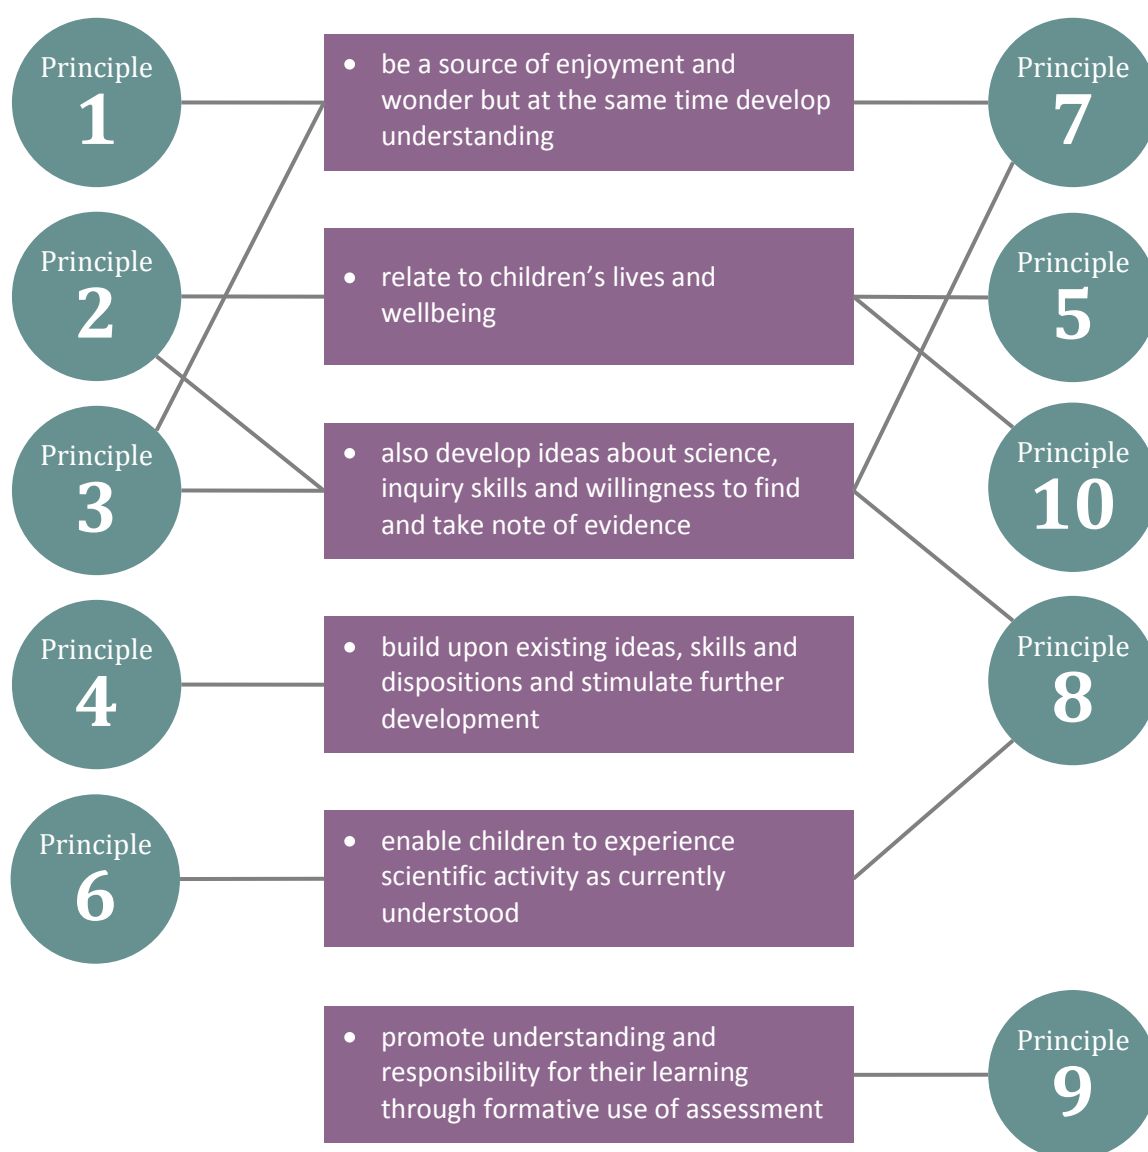 Principle
1
• be a source of enjoyment and
wonder but at the same time develop
understanding
Principle
7
Principle
2
• relate to children’s lives and
wellbeing
Principle
5
Principle
3
• also develop ideas about science,
inquiry skills and willingness to find
and take note of evidence
Principle
10
Principle
4
• build upon existing ideas, skills and
dispositions and stimulate further
development
Principle
8
Principle
6
• enable children to experience
scientific activity as currently
understood
• promote understanding and
responsibility for their learning
through formative use of assessment
Principle
9